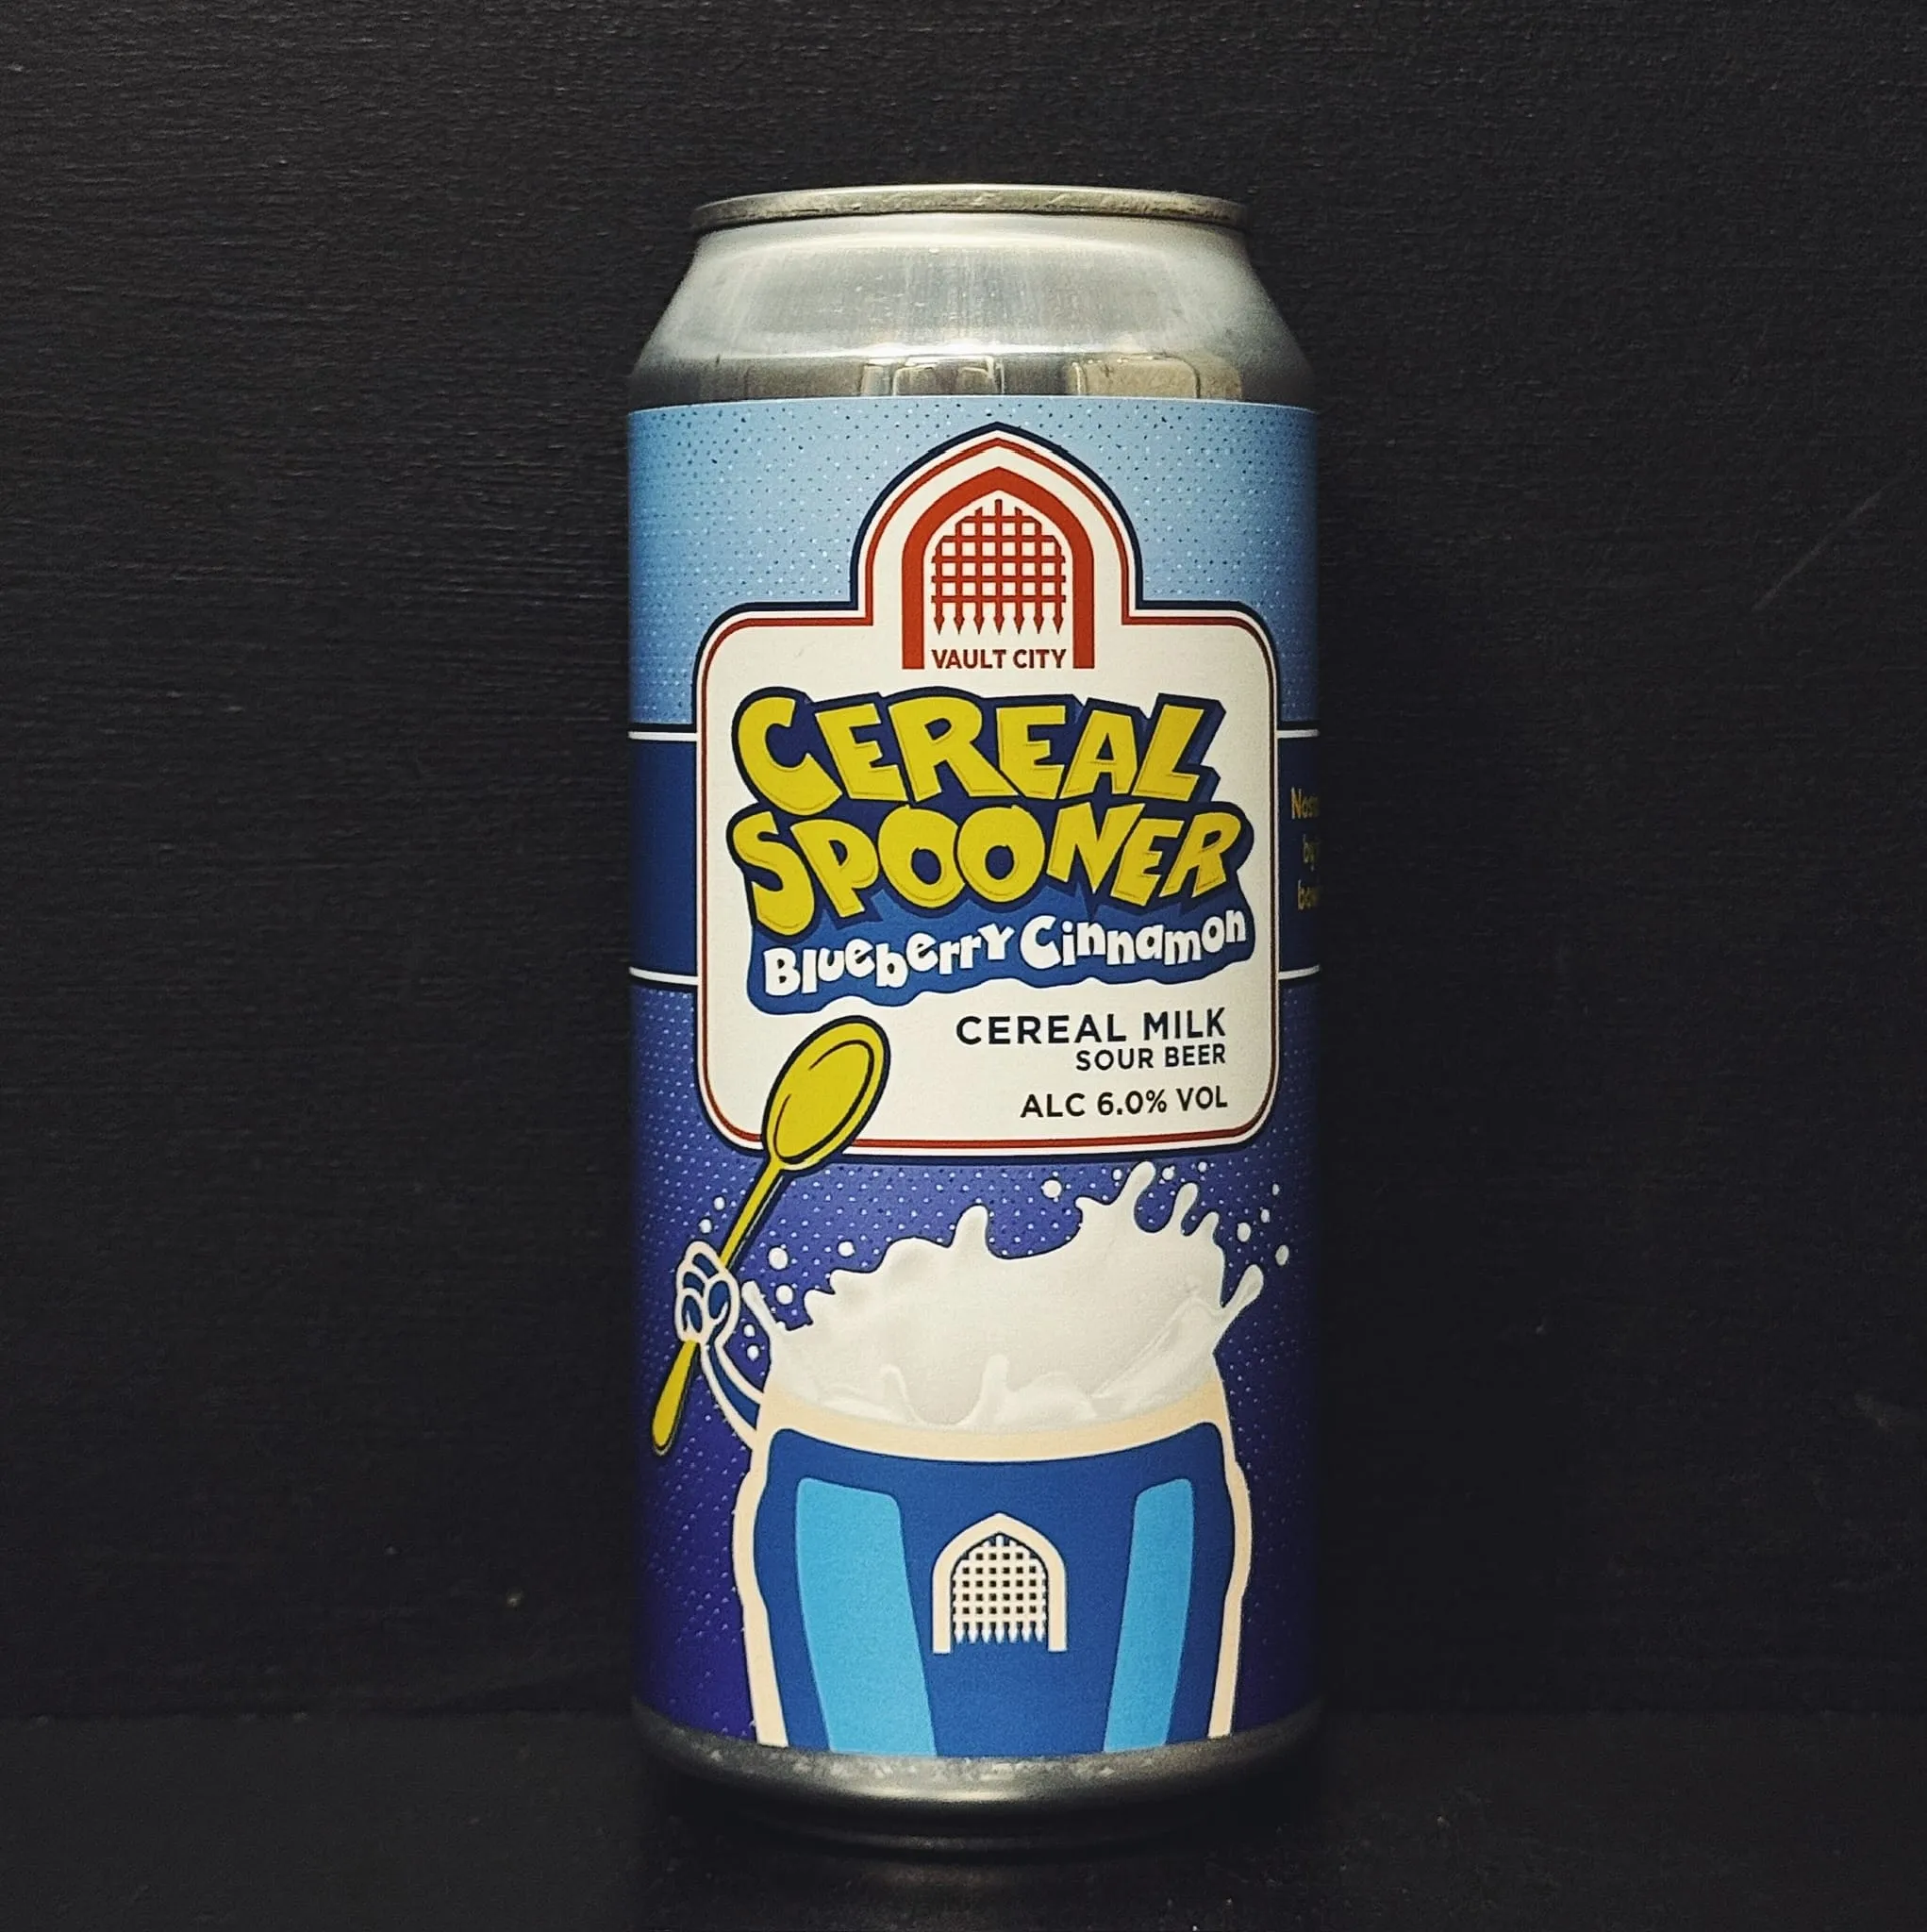 VAULT CITY
CEREAL
SPOONER
Blueberry Cinnamon
CEREAL MILK
SOUR BEER
ALC 6.0% VOL